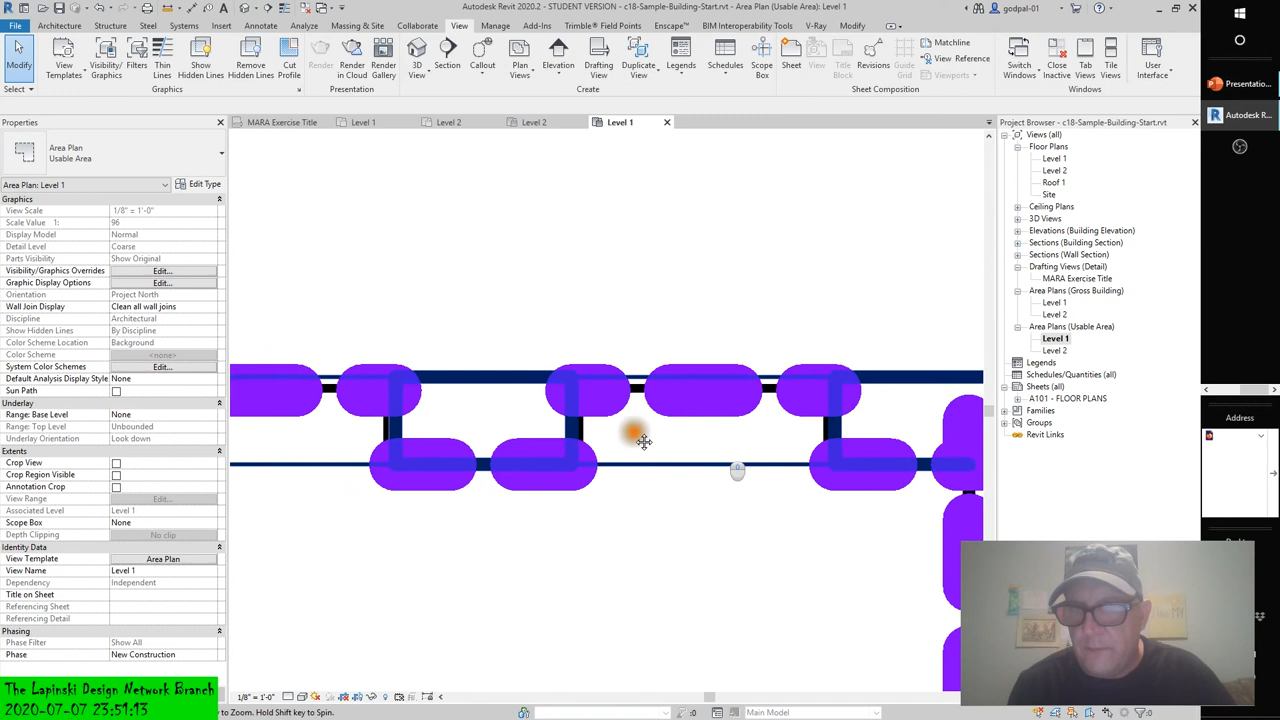 Autodesk Revit 2020.2 - STUDENT VERSION - c18-Sample-Building-Start.rvt - Area Plan (Usable Area): Level 1
godpal-01
File Architecture Structure Steel Systems Insert Annotate Analyze Massing & Site Collaborate View Manage Add-Ins Trimble® Field Points Enscape™ BIM Interoperability Tools V-Ray Modify
Modify
View Templates
Visibility/ Graphics
Filters
Thin Lines
Show Hidden Lines
Remove Hidden Lines
Cut Profile
Render
Render in Cloud
Render Gallery
3D View
Section
Callout
Plan Views
Elevation
Drafting View
Duplicate View
Legends
Schedules
Scope Box
Sheet
View
Title Block
Revisions
Guide Grid
Matchline
View Reference
Viewports
Switch Windows
Close Inactive
Tab Views
Tile Views
User Interface
Select Graphics Presentation Create Sheet Composition Windows
Properties
MARA Exercise Title Level 1 Level 2 Level 2 Level 1
Project Browser - c18-Sample-Building-Start.rvt
Area Plan
Usable Area
Area Plan: Level 1 Edit Type
Graphics
View Scale 1/8" = 1'-0"
Scale Value 1: 96
Display Model Normal
Detail Level Coarse
Parts Visibility Show Original
Visibility/Graphics Overrides Edit...
Graphic Display Options Edit...
Orientation Project North
Wall Join Display Clean all wall joins
Discipline Architectural
Show Hidden Lines By Discipline
Color Scheme Location Background
Color Scheme <none>
System Color Schemes Edit...
Default Analysis Display Style None
Sun Path
Underlay
Range: Base Level None
Range: Top Level Unbounded
Underlay Orientation Look down
Extents
Crop View
Crop Region Visible
Annotation Crop
View Range Edit...
Associated Level Level 1
Scope Box None
Depth Clipping No clip
Identity Data
View Template Area Plan
View Name Level 1
Dependency Independent
Title on Sheet
Referencing Sheet
Referencing Detail
Phasing
Phase Filter Show All
Phase New Construction
Views (all)
Floor Plans
Level 1
Level 2
Roof 1
Site
Ceiling Plans
3D Views
Elevations (Building Elevation)
Sections (Building Section)
Sections (Wall Section)
Drafting Views (Detail)
MARA Exercise Title
Area Plans (Gross Building)
Level 1
Level 2
Area Plans (Usable Area)
Level 1
Level 2
Legends
Schedules/Quantities (all)
Sheets (all)
A101 - FLOOR PLANS
Families
Groups
Revit Links
Presentatio...
Autodesk R...
Address
The Lapinski Design Network Branch
2020-07-07 23:51:13
1/8" = 1'-0"
to Zoom. Hold Shift key to Spin.
:0
Main Model
:0